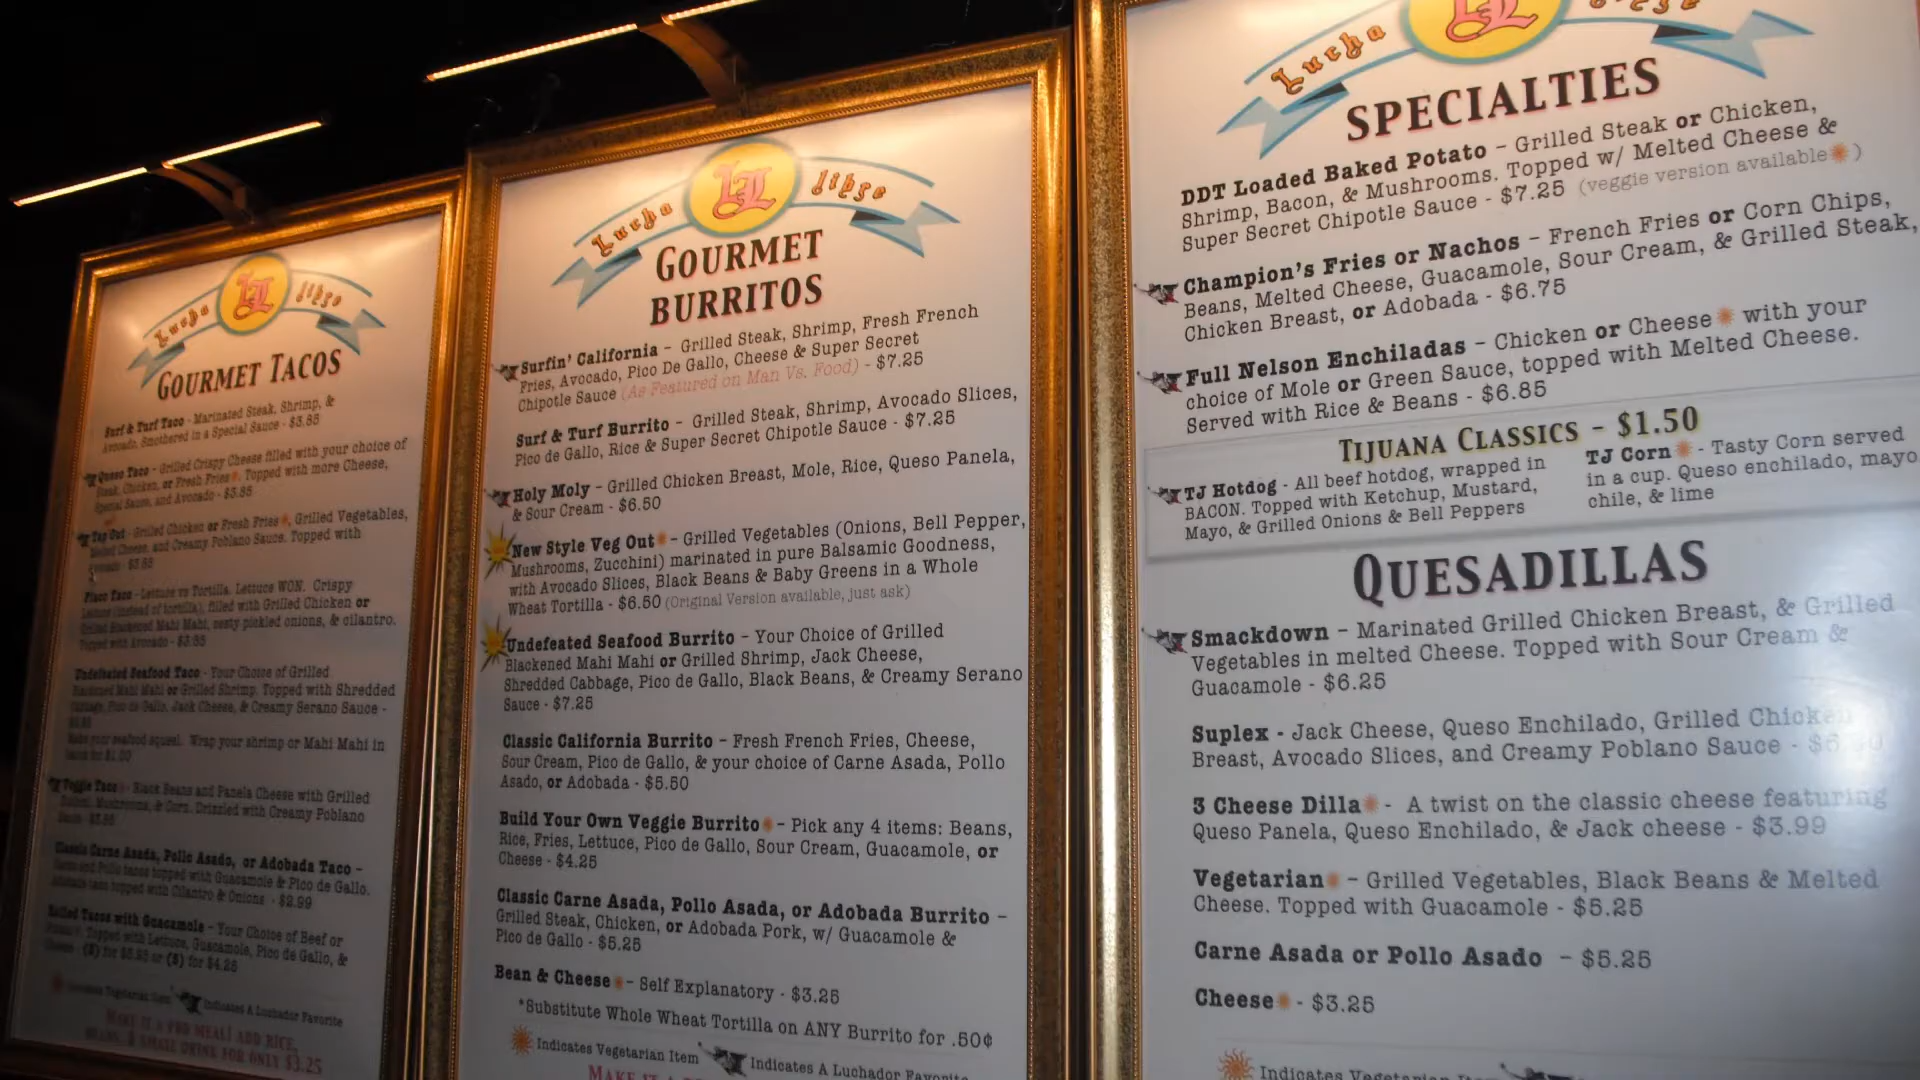 Lucha Libre
GOURMET TACOS
Surf & Turf Taco - Marinated Steak, Shrimp, &
Avocado. Smothered in a Special Sauce - $3.85
Queso Taco - Grilled Crispy Cheese filled with your choice of
Steak, Chicken, or Fresh Fries. Topped with more Cheese,
Special Sauce, and Avocado - $3.85
Tap Out - Grilled Chicken or Fresh Fries, Grilled Vegetables,
Melted Cheese, and Creamy Poblano Sauce. Topped with
Avocado - $3.85
Taco - Lettuce vs Tortilla. Lettuce WON. Crispy
Lettuce (instead of tortilla), filled with Grilled Chicken or
Grilled Blackened Mahi Mahi, zesty pickled onions, & cilantro.
Topped with Avocado - $3.85
Undefeated Seafood Taco - Your Choice of Grilled
Blackened Mahi Mahi or Grilled Shrimp. Topped with Shredded
Cabbage, Pico de Gallo, Jack Cheese, & Creamy Serano Sauce -
Make your seafood squeal. Wrap your shrimp or Mahi Mahi in
bacon for $1.00
Veggie Taco - Black Beans and Panela Cheese with Grilled
Mushrooms, & Corn. Drizzled with Creamy Poblano
Sauce - $3.85
Classic Carne Asada, Pollo Asado, or Adobada Taco -
Carne and Pollo tacos topped with Guacamole & Pico de Gallo.
Adobada taco topped with Cilantro & Onions - $2.99
Rolled Tacos with Guacamole - Your Choice of Beef or
Topped with Lettuce, Guacamole, Pico de Gallo, &
Cheese - (3) for $3.25 or (5) for $4.25
Indicates Vegetarian Item Indicates A Luchador Favorite
MAKE IT A PRO MEAL! ADD RICE,
BEANS, & SMALL DRINK FOR ONLY $3.25
Lucha LL Libre
GOURMET
BURRITOS
Surfin' California - Grilled Steak, Shrimp, Fresh French
Fries, Avocado, Pico De Gallo, Cheese & Super Secret
Chipotle Sauce (As Featured on Man Vs. Food) - $7.25
Surf & Turf Burrito - Grilled Steak, Shrimp, Avocado Slices,
Pico de Gallo, Rice & Super Secret Chipotle Sauce - $7.25
Holy Moly - Grilled Chicken Breast, Mole, Rice, Queso Panela,
& Sour Cream - $6.50
New Style Veg Out - Grilled Vegetables (Onions, Bell Pepper,
Mushrooms, Zucchini) marinated in pure Balsamic Goodness,
with Avocado Slices, Black Beans & Baby Greens in a Whole
Wheat Tortilla - $6.50 (Original Version available, just ask)
Undefeated Seafood Burrito - Your Choice of Grilled
Blackened Mahi Mahi or Grilled Shrimp, Jack Cheese,
Shredded Cabbage, Pico de Gallo, Black Beans, & Creamy Serano
Sauce - $7.25
Classic California Burrito - Fresh French Fries, Cheese,
Sour Cream, Pico de Gallo, & your choice of Carne Asada, Pollo
Asado, or Adobada - $5.50
Build Your Own Veggie Burrito - Pick any 4 items: Beans,
Rice, Fries, Lettuce, Pico de Gallo, Sour Cream, Guacamole, or
Cheese - $4.25
Classic Carne Asada, Pollo Asada, or Adobada Burrito -
Grilled Steak, Chicken, or Adobada Pork, w/ Guacamole &
Pico de Gallo - $5.25
Bean & Cheese - Self Explanatory - $3.25
*Substitute Whole Wheat Tortilla on ANY Burrito for .50¢
Indicates Vegetarian Item Indicates A Luchador Favorite
MAKE IT A
Lucha LL Libre
SPECIALTIES
DDT Loaded Baked Potato - Grilled Steak or Chicken,
Shrimp, Bacon, & Mushrooms. Topped w/ Melted Cheese &
Super Secret Chipotle Sauce - $7.25 (veggie version available)
Champion's Fries or Nachos - French Fries or Corn Chips,
Beans, Melted Cheese, Guacamole, Sour Cream, & Grilled Steak,
Chicken Breast, or Adobada - $6.75
Full Nelson Enchiladas - Chicken or Cheese with your
choice of Mole or Green Sauce, topped with Melted Cheese.
Served with Rice & Beans - $6.85
TIJUANA CLASSICS - $1.50
TJ Hotdog - All beef hotdog, wrapped in
BACON. Topped with Ketchup, Mustard,
Mayo, & Grilled Onions & Bell Peppers
TJ Corn - Tasty Corn served
in a cup. Queso enchilado, mayo,
chile, & lime
QUESADILLAS
Smackdown - Marinated Grilled Chicken Breast, & Grilled
Vegetables in melted Cheese. Topped with Sour Cream &
Guacamole - $6.25
Suplex - Jack Cheese, Queso Enchilado, Grilled Chicken
Breast, Avocado Slices, and Creamy Poblano Sauce -
3 Cheese Dilla - A twist on the classic cheese featuring
Queso Panela, Queso Enchilado, & Jack cheese - $3.99
Vegetarian - Grilled Vegetables, Black Beans & Melted
Cheese. Topped with Guacamole - $5.25
Carne Asada or Pollo Asado - $5.25
Cheese - $3.25
Indicates Vegetarian Item